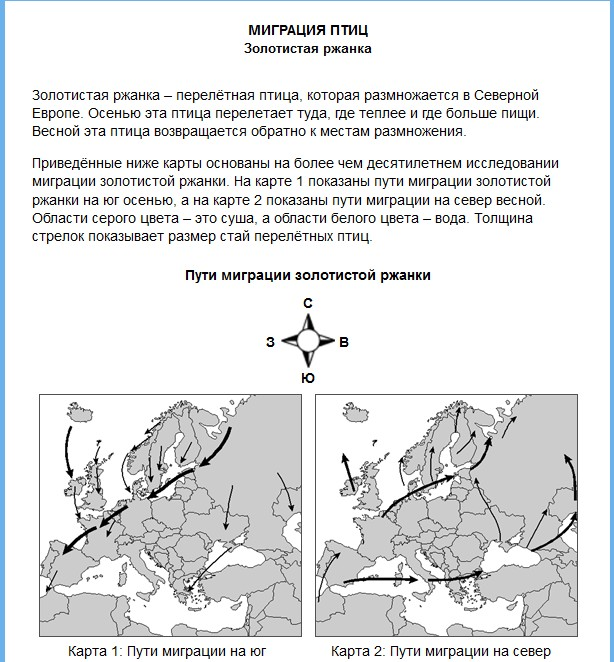 МИГРАЦИЯ ПТИЦ
Золотистая ржанка
Золотистая ржанка – перелётная птица, которая размножается в Северной
Европе. Осенью эта птица перелетает туда, где теплее и где больше пищи.
Весной эта птица возвращается обратно к местам размножения.
Приведённые ниже карты основаны на более чем десятилетнем исследовании
миграции золотистой ржанки. На карте 1 показаны пути миграции золотистой
ржанки на юг осенью, а на карте 2 показаны пути миграции на север весной.
Области серого цвета – это суша, а области белого цвета – вода. Толщина
стрелок показывает размер стай перелётных птиц.
Пути миграции золотистой ржанки
С
З В
Ю
Карта 1: Пути миграции на юг Карта 2: Пути миграции на север